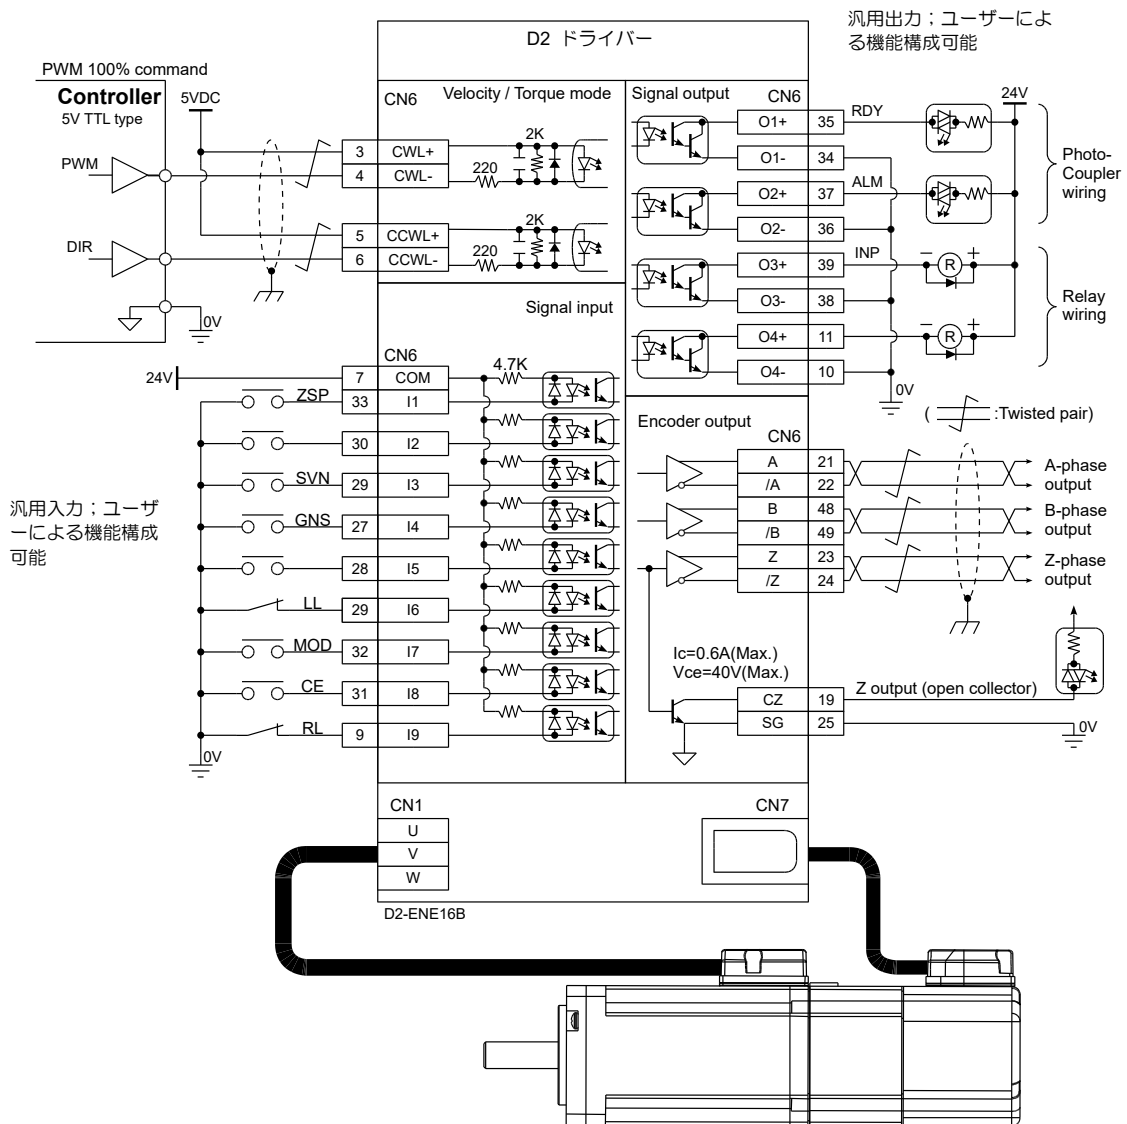 D2 ドライバー
汎用出力；ユーザーによ
る機能構成可能
PWM 100% command
Controller
5V TTL type
5VDC
PWM
DIR
0V
CN6
Velocity / Torque mode
3 CWL+
4 CWL-
220
2K
5 CCWL+
6 CCWL-
220
2K
Signal output
CN6
24V
O1+ 35 RDY
O1- 34
O2+ 37 ALM
O2- 36
O3+ 39 INP
O3- 38
O4+ 11
O4- 10
R
R
− +
− +
0V
Photo-
Coupler
wiring
Relay
wiring
( :Twisted pair)
Signal input
CN6
4.7K
24V 7 COM
ZSP 33 I1
30 I2
SVN 29 I3
GNS 27 I4
28 I5
LL 29 I6
MOD 32 I7
CE 31 I8
RL 9 I9
0V
汎用入力；ユーザ
ーによる機能構成
可能
Encoder output
CN6
A 21
/A 22
B 48
/B 49
Z 23
/Z 24
A-phase
output
B-phase
output
Z-phase
output
Ic=0.6A(Max.)
Vce=40V(Max.)
CZ 19 Z output (open collector)
SG 25
0V
CN1
U
V
W
CN7
D2-ENE16B